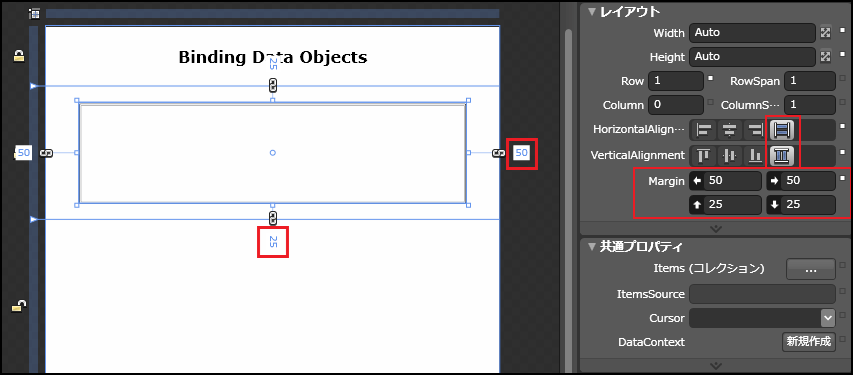 Binding Data Objects
25
50
50
25
レイアウト
Width Auto
Height Auto
Row 1 RowSpan 1
Column 0 ColumnS… 1
HorizontalAlign…
VerticalAlignment
Margin 50 50
25 25
共通プロパティ
Items (コレクション) ...
ItemsSource
Cursor
DataContext 新規作成